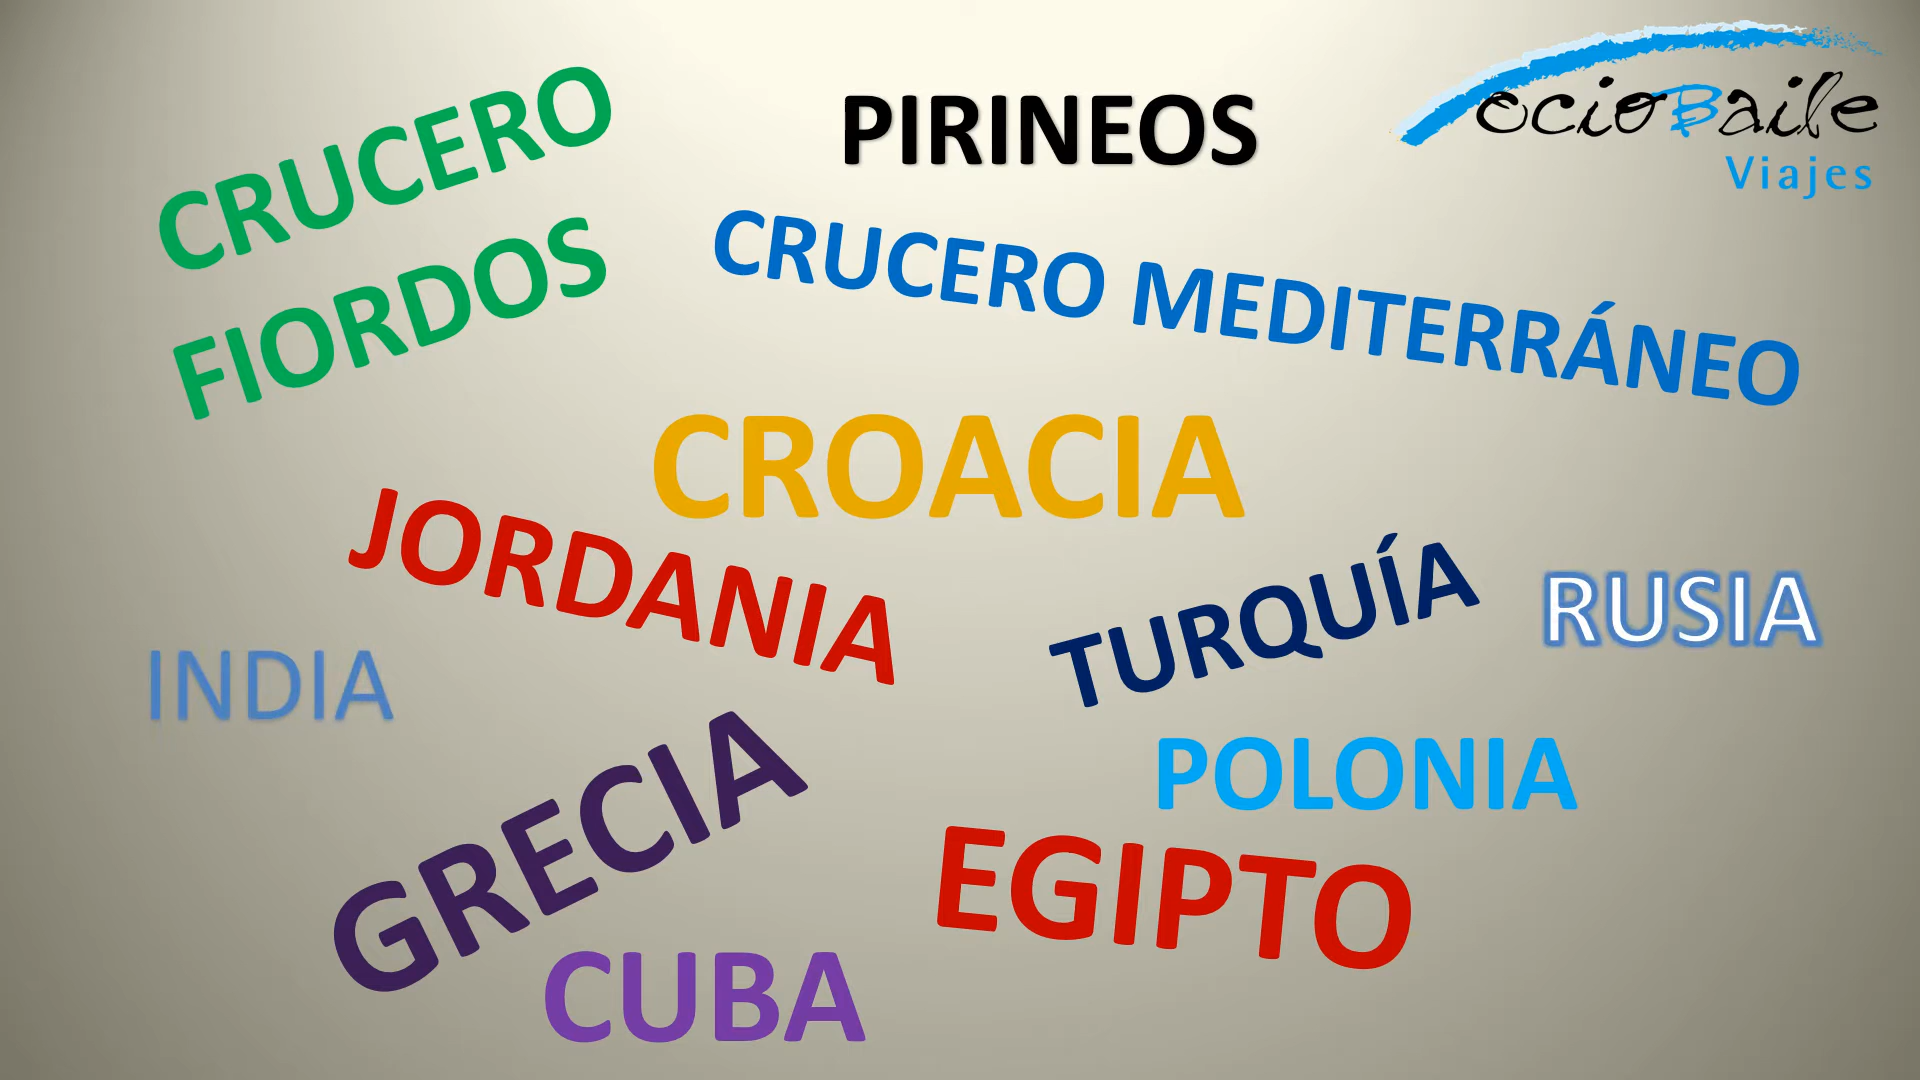 CRUCERO
FIORDOS
PIRINEOS
ocioBaile
Viajes
CRUCERO MEDITERRÁNEO
CROACIA
JORDANIA
TURQUÍA
RUSIA
INDIA
GRECIA
POLONIA
EGIPTO
CUBA